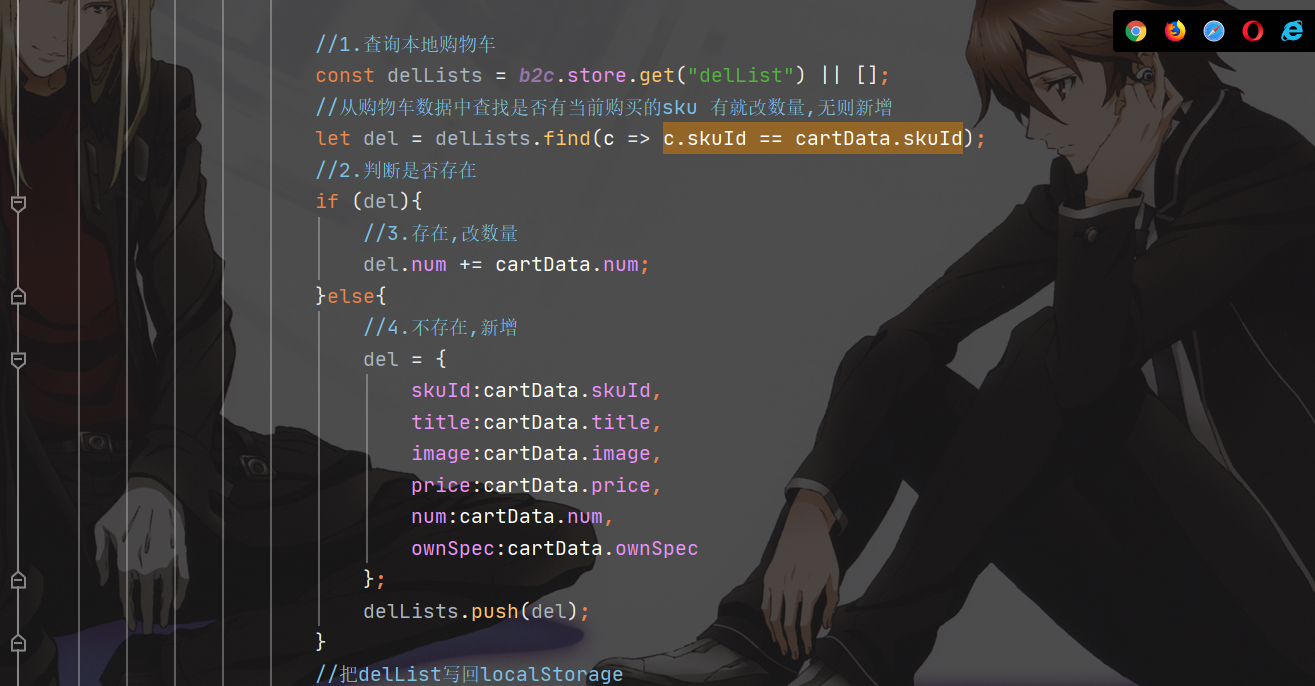 //1.查询本地购物车
const delLists = b2c.store.get("delList") || [];
//从购物车数据中查找是否有当前购买的sku 有就改数量,无则新增
let del = delLists.find(c => c.skuId == cartData.skuId);
//2.判断是否存在
if (del){
//3.存在,改数量
del.num += cartData.num;
}else{
//4.不存在,新增
del = {
skuId:cartData.skuId,
title:cartData.title,
image:cartData.image,
price:cartData.price,
num:cartData.num,
ownSpec:cartData.ownSpec
};
delLists.push(del);
}
//把delList写回localStorage